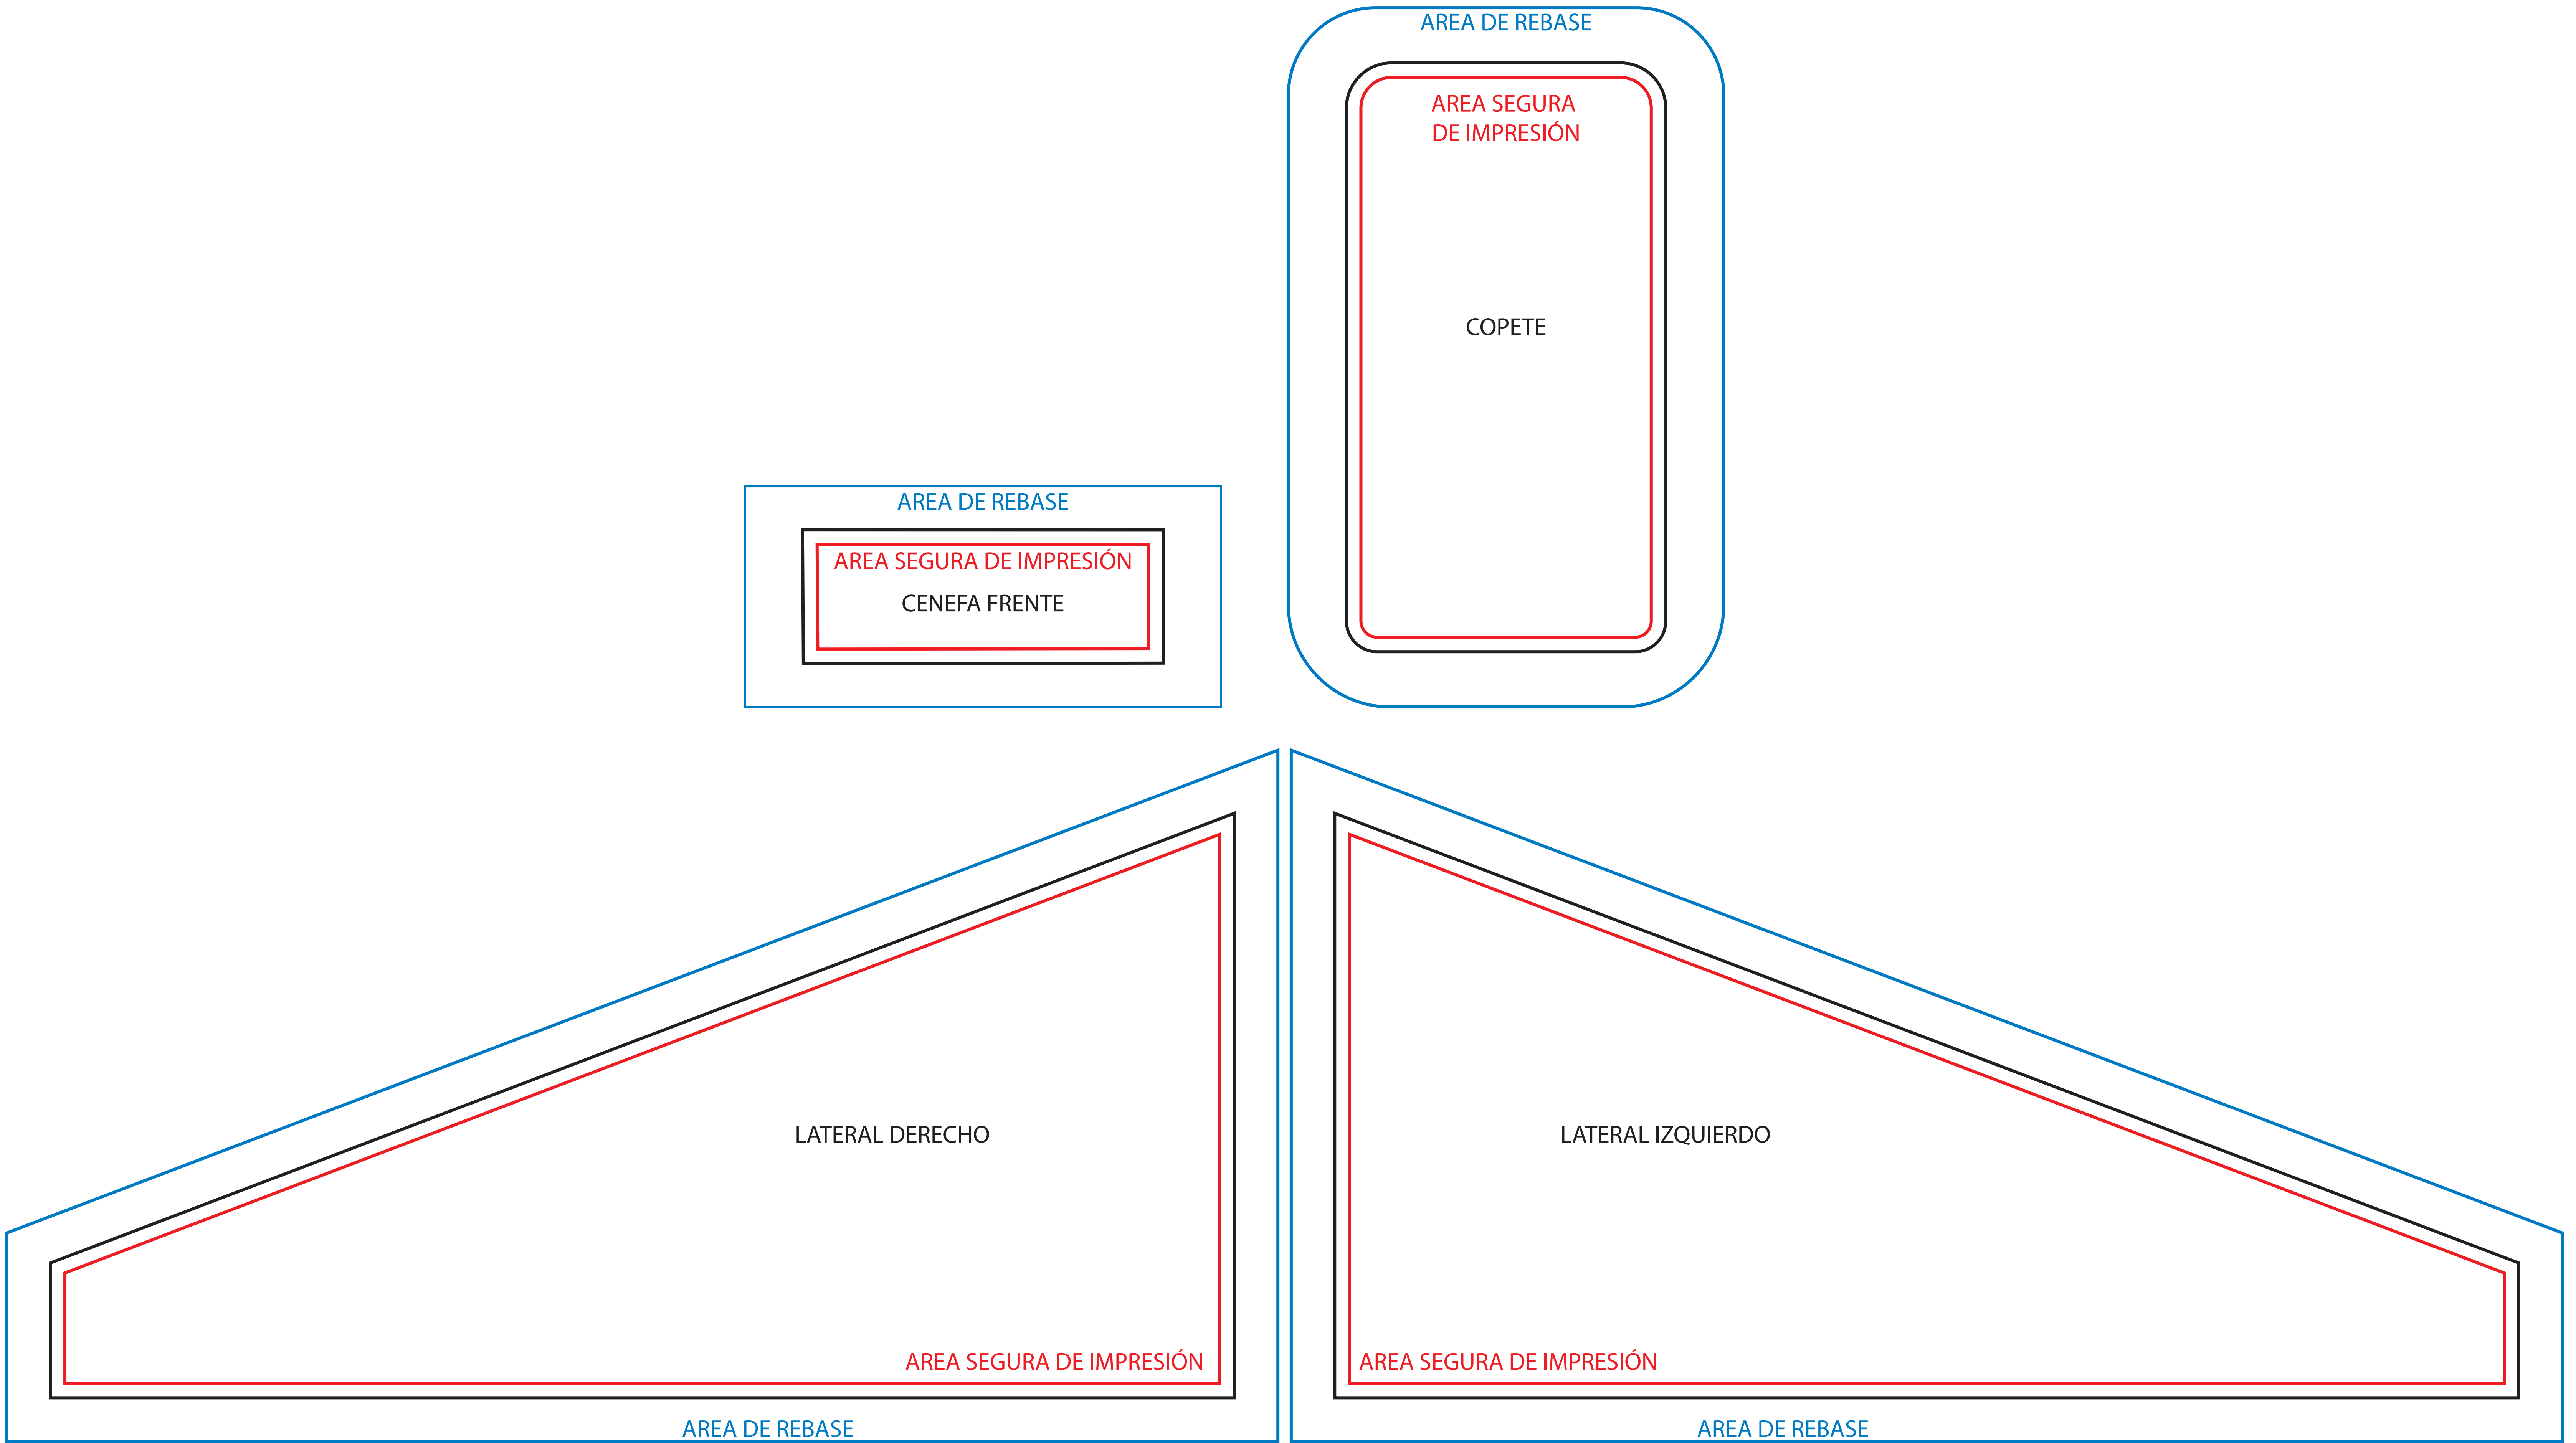 AREA DE REBASE
AREA SEGURA
DE IMPRESIÓN
COPETE
AREA DE REBASE
AREA SEGURA DE IMPRESIÓN
CENEFA FRENTE
LATERAL DERECHO
AREA SEGURA DE IMPRESIÓN
AREA DE REBASE
LATERAL IZQUIERDO
AREA SEGURA DE IMPRESIÓN
AREA DE REBASE